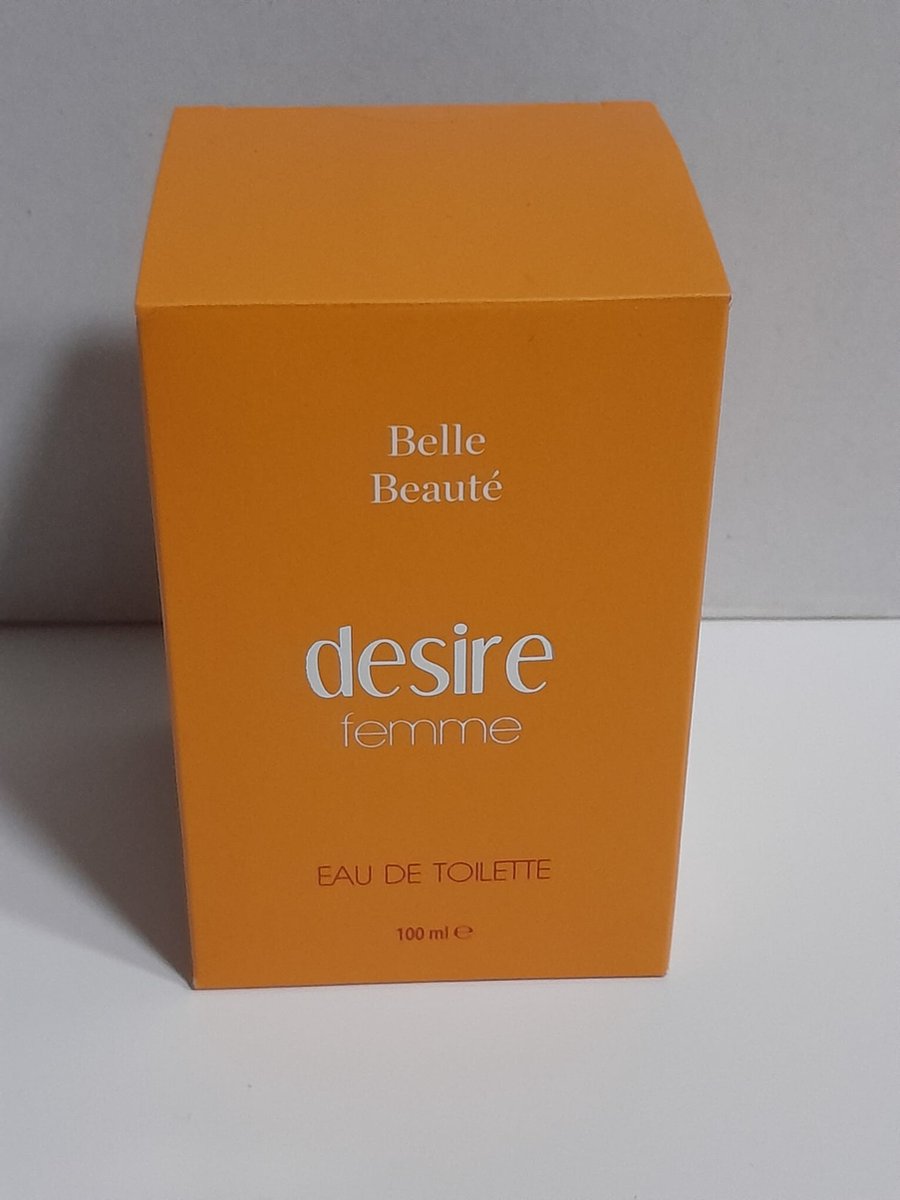 Belle
Beauté
desire
femme
EAU DE TOILETTE
100 ml ℮